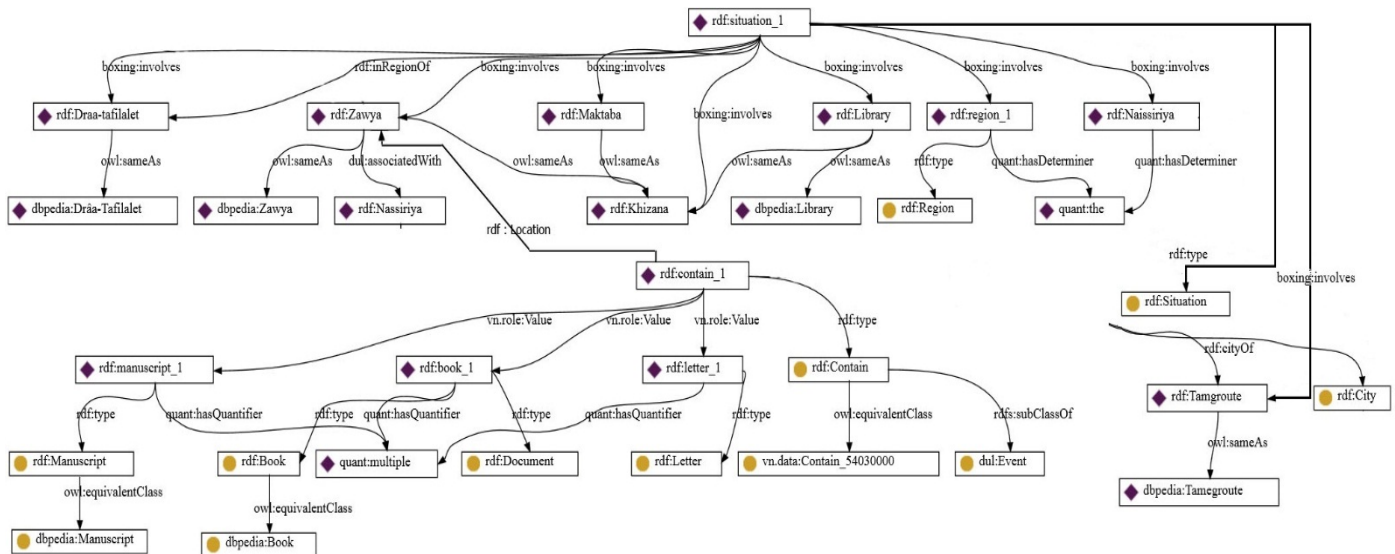 rdf:situation_1
boxing:involves
rdf:inRegionOf
boxing:involves
boxing:involves
boxing:involves
boxing:involves
boxing:involves
boxing:involves
rdf:Draa-tafilalet
rdf:Zawya
rdf:Maktaba
rdf:Library
rdf:region_1
rdf:Naissiriya
owl:sameAs
owl:sameAs
dul:associatedWith
owl:sameAs
owl:sameAs
owl:sameAs
owl:sameAs
rdf:type
quant:hasDeterminer
quant:hasDeterminer
dbpedia:Drâa-Tafilalet
dbpedia:Zawya
rdf:Nassiriya
rdf:Khizana
dbpedia:Library
rdf:Region
quant:the
rdf : Location
rdf:type
rdf:contain_1
boxing:involves
rdf:Situation
vn.role:Value
vn.role:Value
vn.role:Value
rdf:type
rdf:cityOf
rdf:manuscript_1
rdf:book_1
rdf:letter_1
rdf:Contain
rdf:Tamgroute
rdf:City
rdf:type
quant:hasQuantifier
rdf:type
quant:hasQuantifier
rdf:type
quant:hasQuantifier
rdf:type
owl:equivalentClass
rdfs:subClassOf
owl:sameAs
rdf:Manuscript
rdf:Book
quant:multiple
rdf:Document
rdf:Letter
vn.data:Contain_54030000
dul:Event
owl:equivalentClass
owl:equivalentClass
dbpedia:Tamegroute
dbpedia:Manuscript
dbpedia:Book